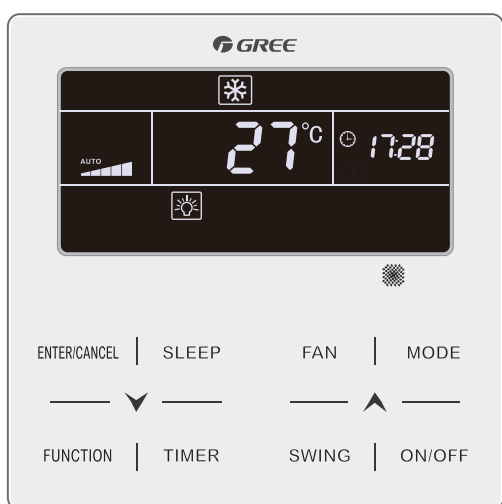 GREE
AUTO
27°C
17:28
ENTER/CANCEL SLEEP FAN MODE
FUNCTION TIMER SWING ON/OFF